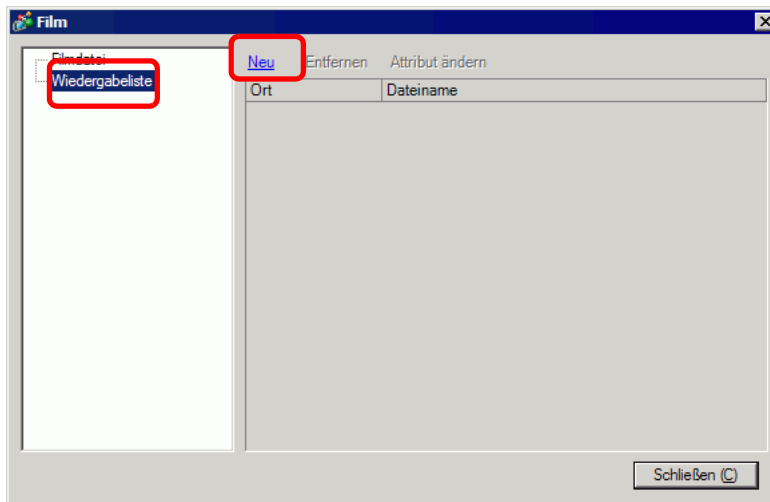 Film
Filmdatei
Wiedergabeliste
Neu Entfernen Attribut ändern
Ort Dateiname
Schließen (C)